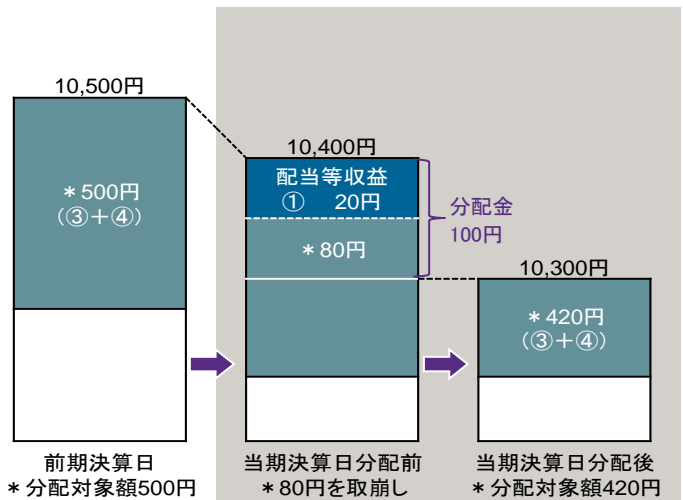 10,500円
＊500円
（③＋④）
前期決算日
＊分配対象額500円
10,400円
配当等収益
① 20円
＊80円
分配金
100円
当期決算日分配前
＊80円を取崩し
10,300円
＊420円
（③＋④）
当期決算日分配後
＊分配対象額420円